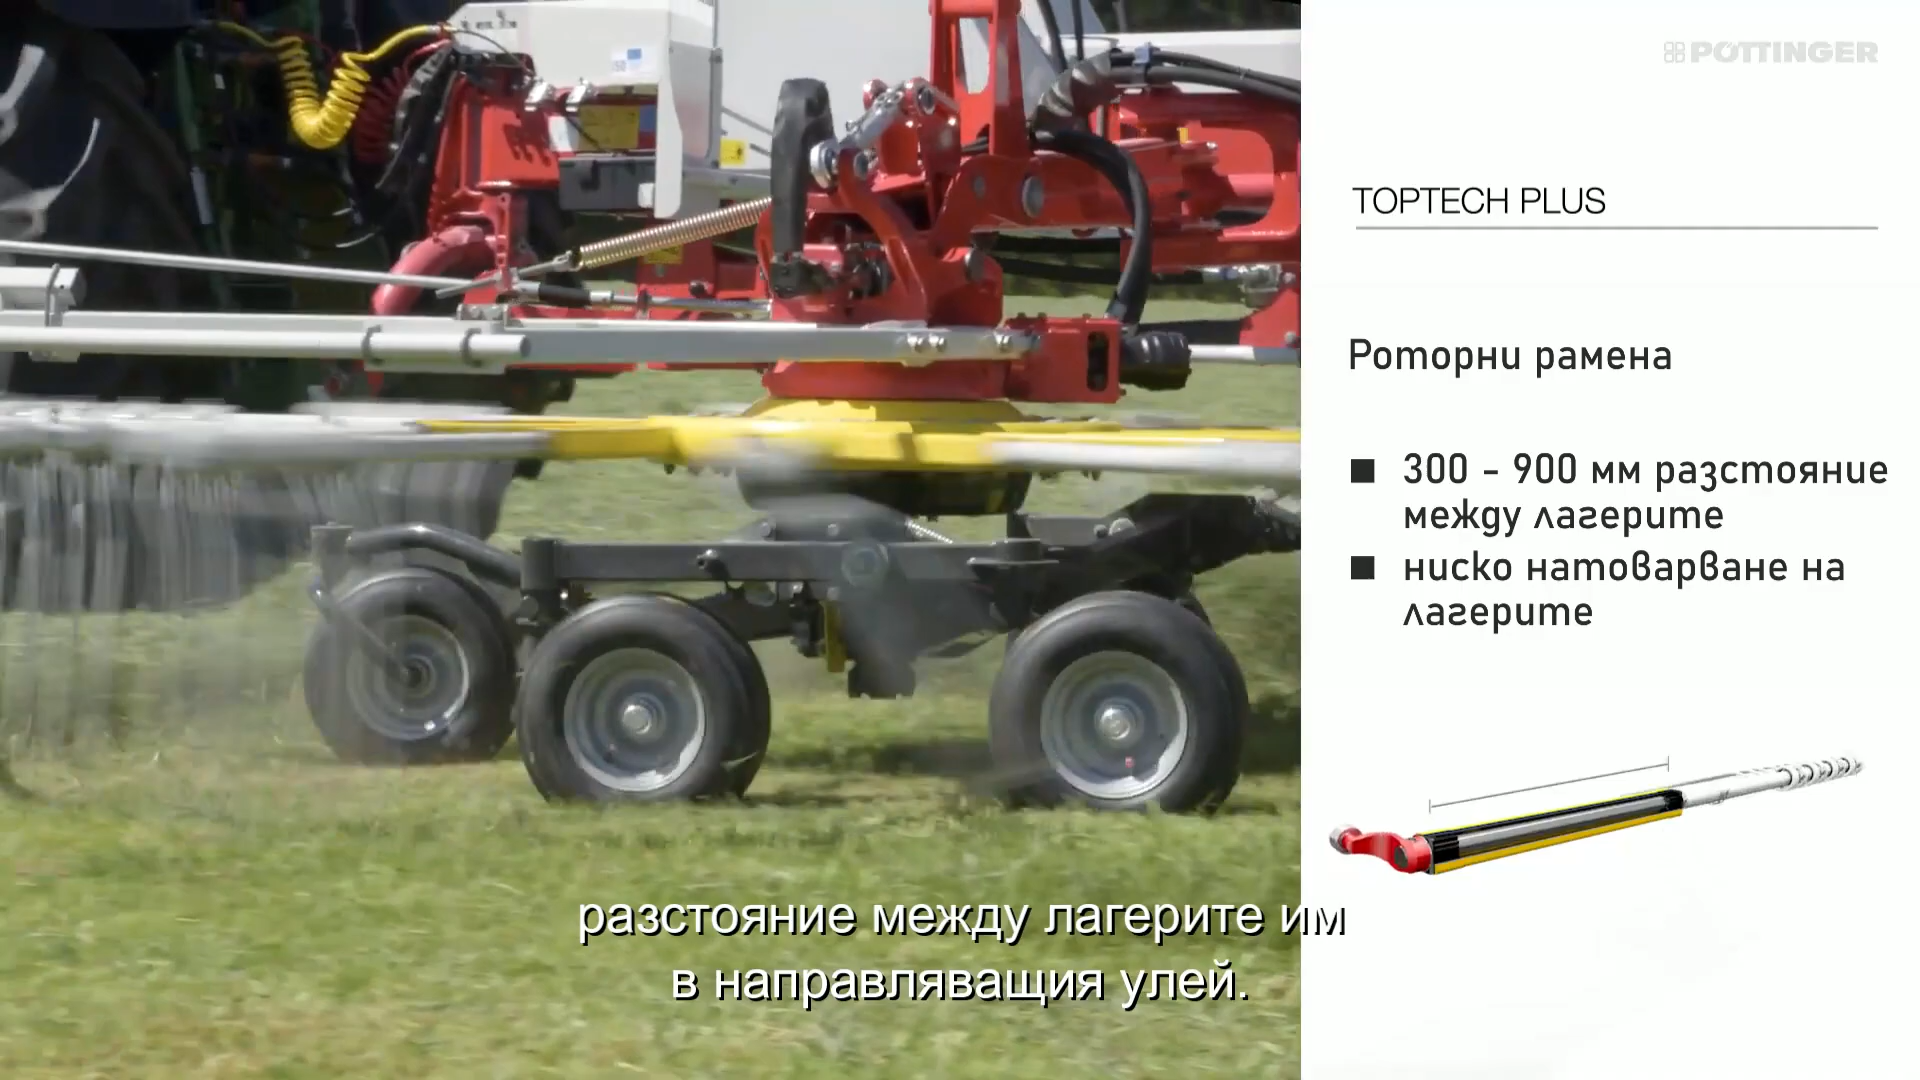 PÖTTINGER
TOPTECH PLUS
Роторни рамена
■ 300 - 900 мм разстояние
между лагерите
■ ниско натоварване на
лагерите
разстояние между лагерите им
в направляващия улей.